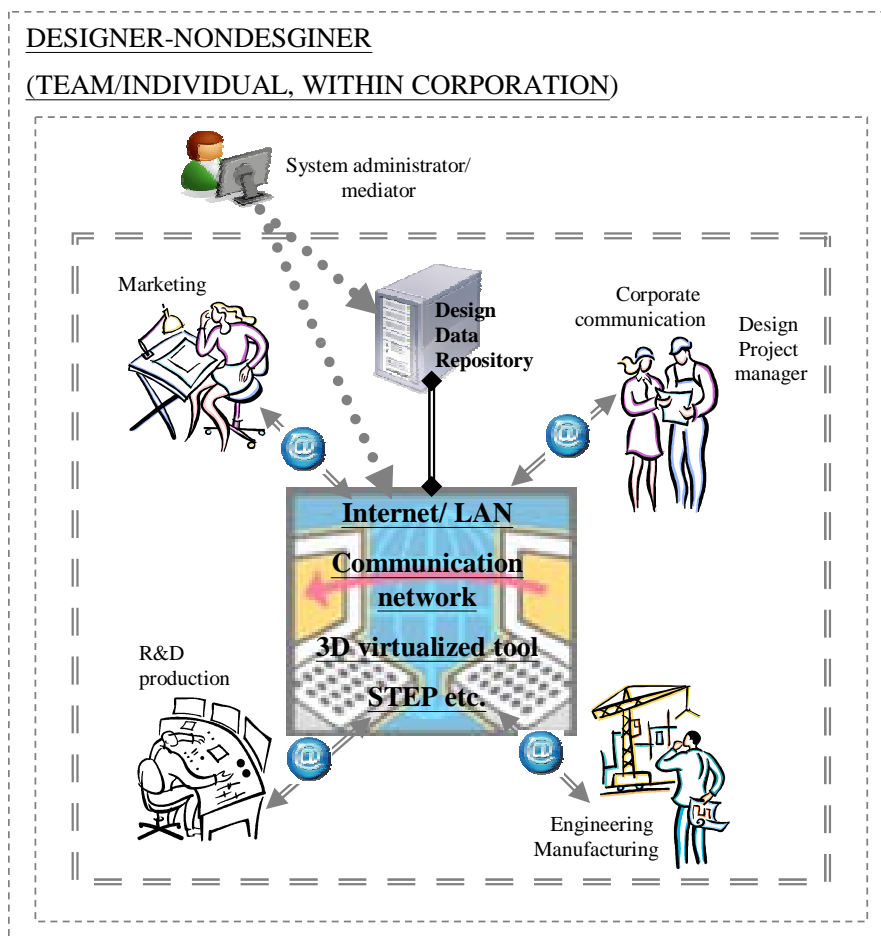 DESIGNER-NONDESGINER
(TEAM/INDIVIDUAL, WITHIN CORPORATION)
System administrator/
mediator
Marketing
Design
Data
Repository
Corporate
communication
Design
Project
manager
@
@
Internet/ LAN
Communication
network
3D virtualized tool
STEP etc.
R&D
production
@
@
Engineering
Manufacturing